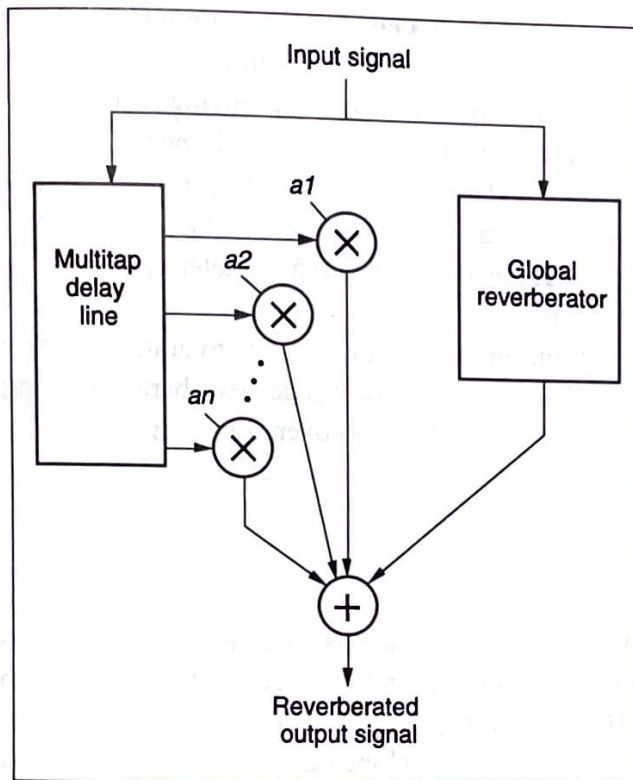 Input signal
a1
Multitap
delay
line
a2
an
Global
reverberator
Reverberated
output signal